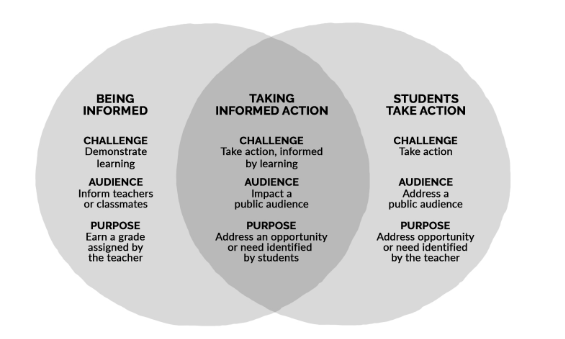 BEING
INFORMED
CHALLENGE
Demonstrate
learning
AUDIENCE
Inform teachers
or classmates
PURPOSE
Earn a grade
assigned by
the teacher
TAKING
INFORMED ACTION
CHALLENGE
Take action, informed
by learning
AUDIENCE
Impact a
public audience
PURPOSE
Address an opportunity
or need identified
by students
STUDENTS
TAKE ACTION
CHALLENGE
Take action
AUDIENCE
Address a
public audience
PURPOSE
Address opportunity
or need identified
by the teacher